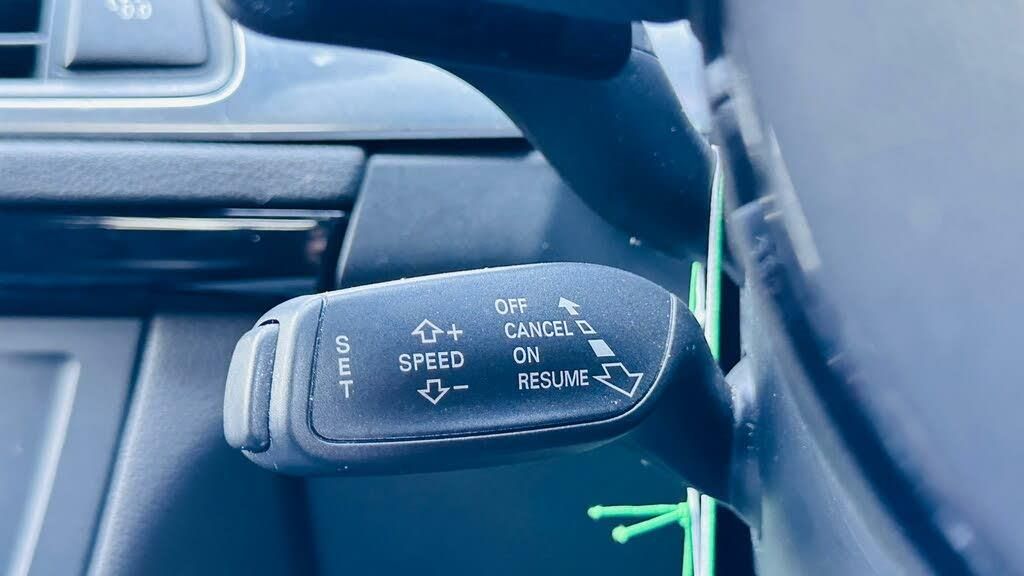 SET
SPEED
+
−
OFF
CANCEL
ON
RESUME